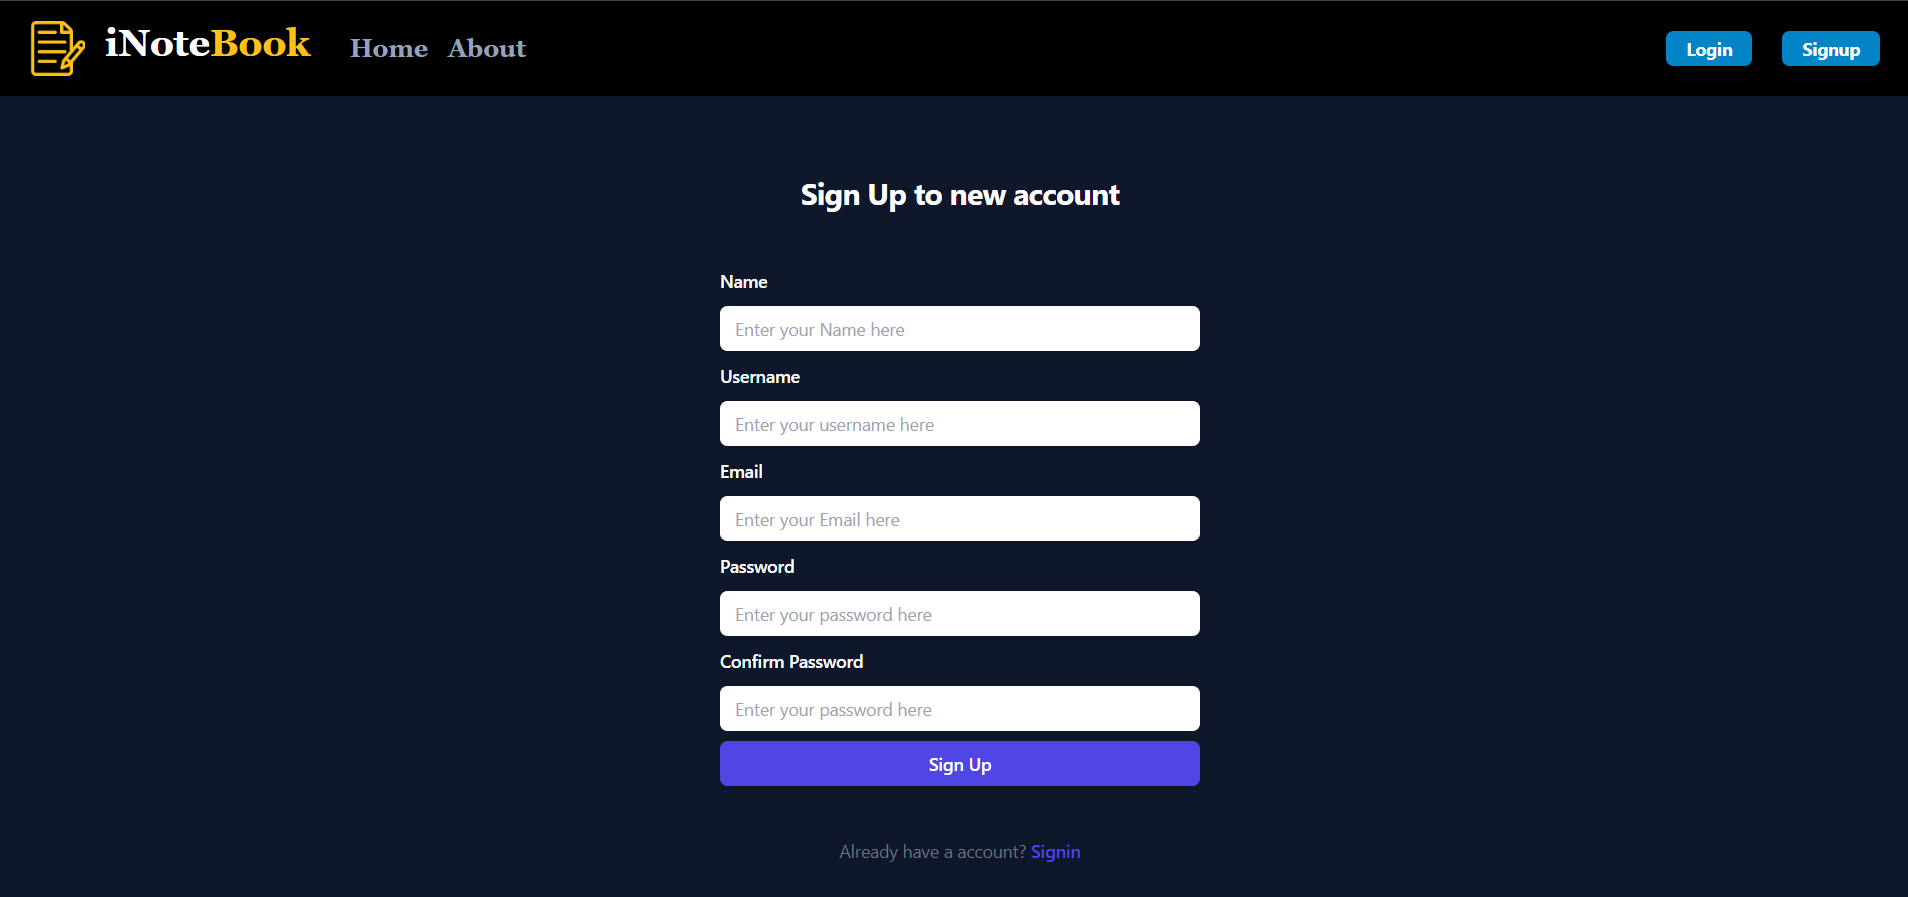 iNoteBook Home About Login Signup
Sign Up to new account
Name
Enter your Name here
Username
Enter your username here
Email
Enter your Email here
Password
Enter your password here
Confirm Password
Enter your password here
Sign Up
Already have a account? Signin